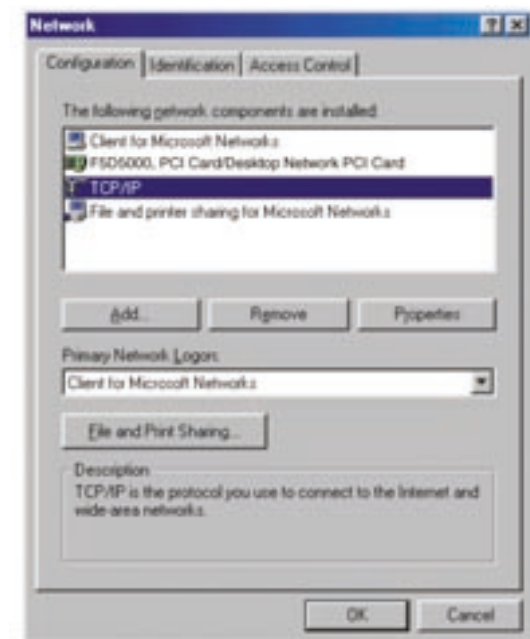 Network
Configuration Identification Access Control
The following network components are installed:
Client for Microsoft Networks
F5D5000, PCI Card/Desktop Network PCI Card
TCP/IP
File and printer sharing for Microsoft Networks
Add... Remove Properties
Primary Network Logon:
Client for Microsoft Networks
File and Print Sharing...
Description
TCP/IP is the protocol you use to connect to the Internet and
wide-area networks.
OK Cancel